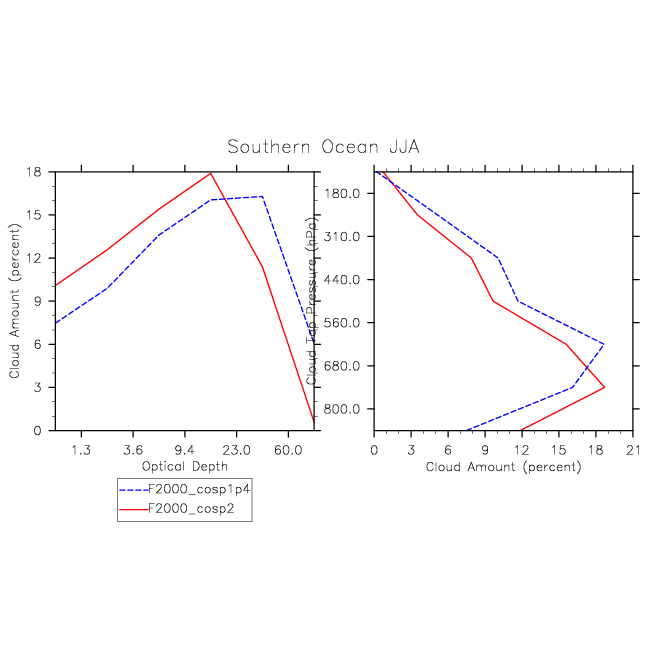 Southern Ocean JJA
Cloud Amount (percent)
18
15
12
9
6
3
0
1.3 3.6 9.4 23.0 60.0
Optical Depth
Cloud Top Pressure (hPa)
180.0
310.0
440.0
560.0
680.0
800.0
0 3 6 9 12 15 18 21
Cloud Amount (percent)
F2000_cosp1p4
F2000_cosp2